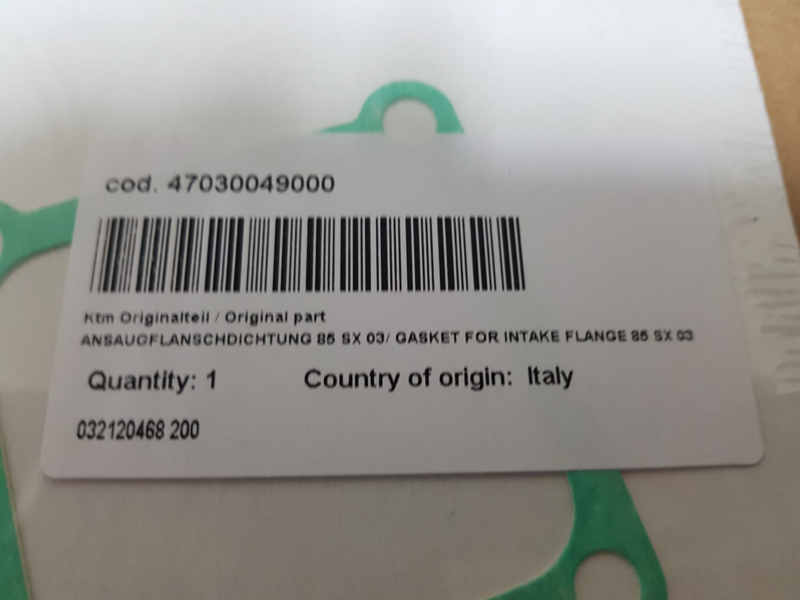 cod. 47030049000
Ktm Originalteil / Original part
ANSAUGFLANSCHDICHTUNG 85 SX 03/ GASKET FOR INTAKE FLANGE 85 SX 03
Quantity: 1 Country of origin: Italy
032120468 200